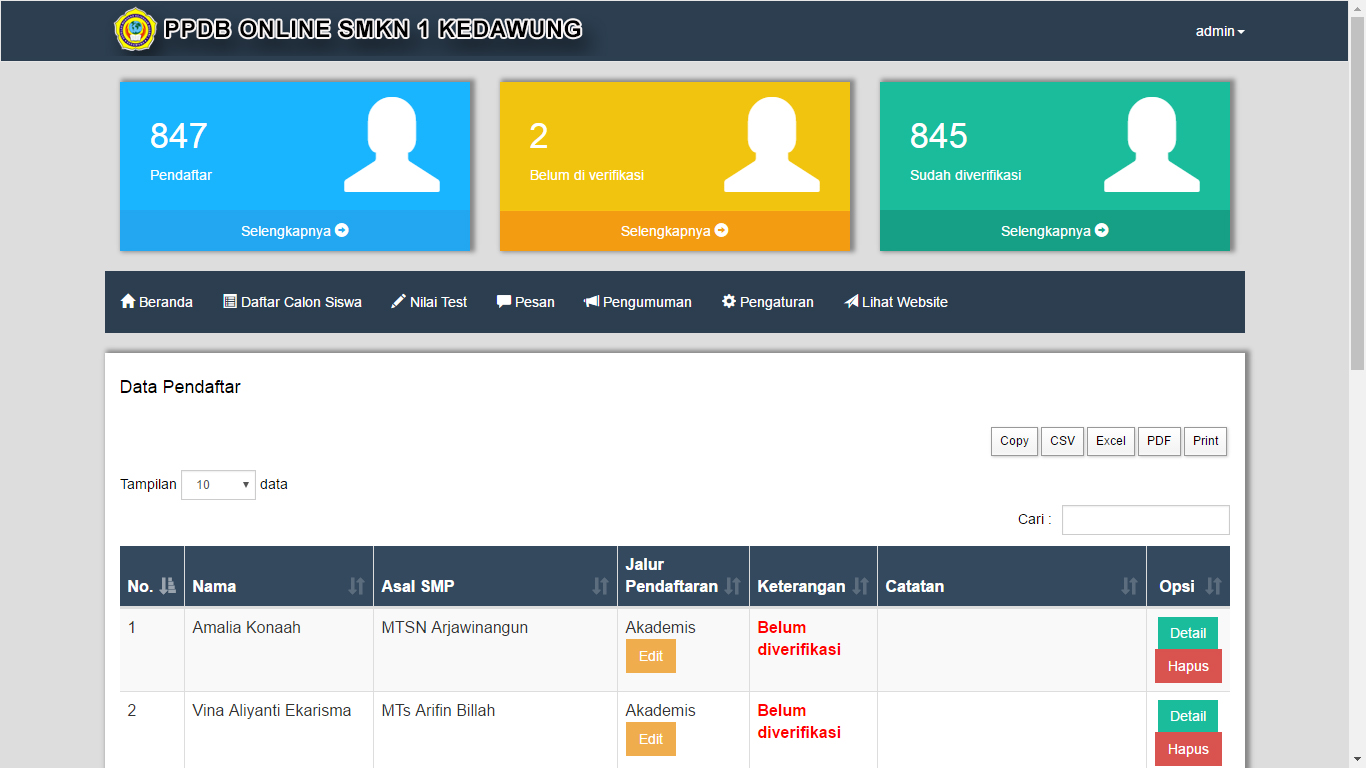 PPDB ONLINE SMKN 1 KEDAWUNG
admin
847
Pendaftar
Selengkapnya
2
Belum di verifikasi
Selengkapnya
845
Sudah diverifikasi
Selengkapnya
Beranda Daftar Calon Siswa Nilai Test Pesan Pengumuman Pengaturan Lihat Website
Data Pendaftar
Copy CSV Excel PDF Print
Tampilan 10 data
Cari :
No. Nama Asal SMP Jalur Pendaftaran Keterangan Catatan Opsi
1 Amalia Konaah MTSN Arjawinangun Akademis Belum diverifikasi Detail
Edit Hapus
2 Vina Aliyanti Ekarisma MTs Arifin Billah Akademis Belum diverifikasi Detail
Edit Hapus